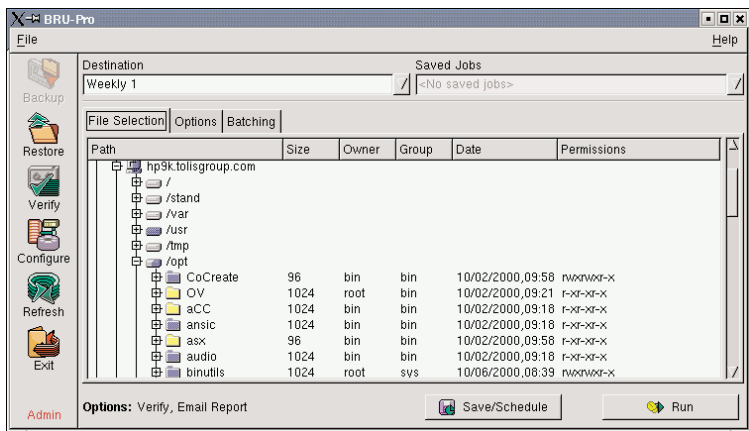 BRU-Pro
File Help
Destination Saved Jobs
Weekly 1 <No saved jobs>
Backup
File Selection Options Batching
Restore
Path Size Owner Group Date Permissions
hp9k.tolisgroup.com
/
/stand
Verify
/var
/usr
/tmp
Configure
/opt
CoCreate 96 bin bin 10/02/2000,09:58 rwxrwxr-x
OV 1024 root bin 10/02/2000,09:21 r-xr-xr-x
Refresh
aCC 1024 bin bin 10/02/2000,09:18 r-xr-xr-x
ansic 1024 bin bin 10/02/2000,09:18 r-xr-xr-x
asx 96 bin bin 10/02/2000,09:58 r-xr-xr-x
audio 1024 bin bin 10/02/2000,09:18 r-xr-xr-x
Exit
binutils 1024 root sys 10/06/2000,08:39 rwxrwxr-x
Admin
Options: Verify, Email Report Save/Schedule Run